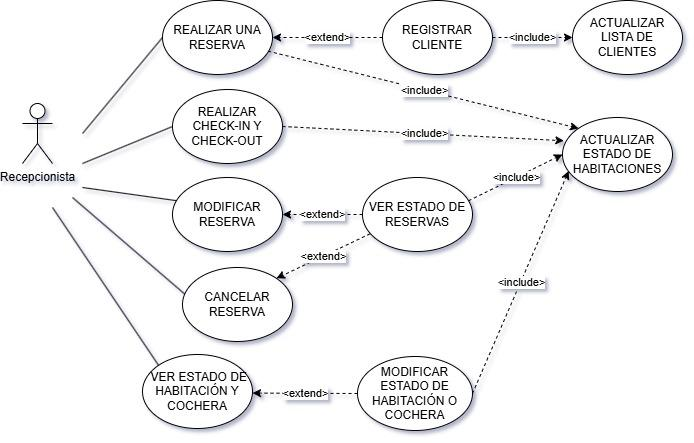 REALIZAR UNA
RESERVA
<extend>
REGISTRAR
CLIENTE
<include>
ACTUALIZAR
LISTA DE
CLIENTES
<include>
REALIZAR
CHECK-IN Y
CHECK-OUT
<include>
ACTUALIZAR
ESTADO DE
HABITACIONES
Recepcionista
<include>
MODIFICAR
RESERVA
<extend>
VER ESTADO DE
RESERVAS
<extend>
CANCELAR
RESERVA
<include>
VER ESTADO DE
HABITACIÓN Y
COCHERA
<extend>
MODIFICAR
ESTADO DE
HABITACIÓN O
COCHERA